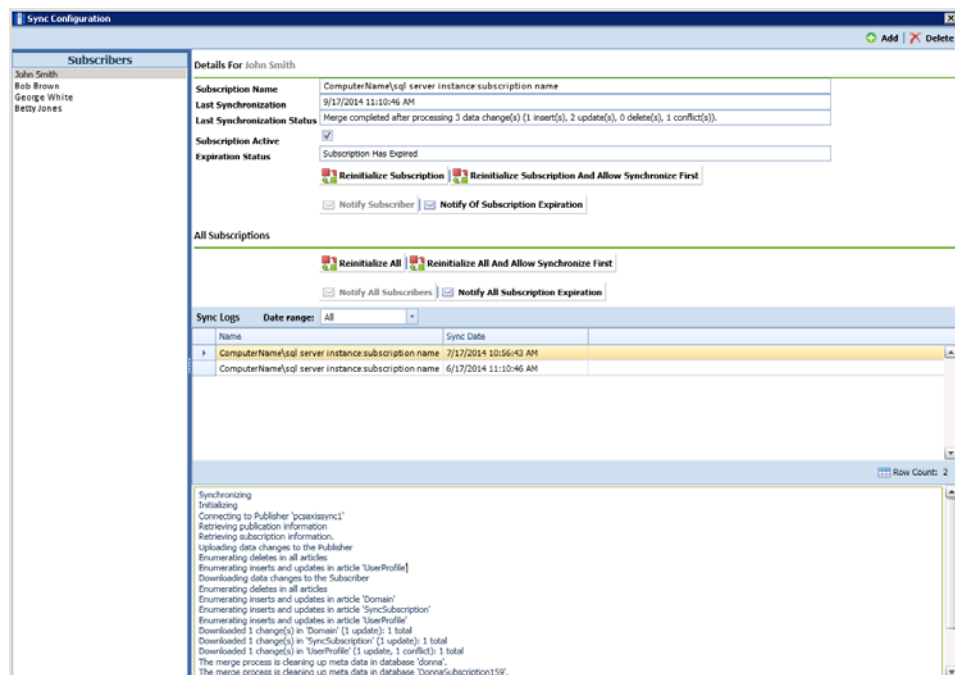 Sync Configuration
Add | Delete
Subscribers
John Smith
Bob Brown
George White
Betty Jones
Details For John Smith
Subscription Name ComputerName\sql server instance:subscription name
Last Synchronization 9/17/2014 11:10:46 AM
Last Synchronization Status Merge completed after processing 3 data change(s) (1 insert(s), 2 update(s), 0 delete(s), 1 conflict(s)).
Subscription Active
Expiration Status Subscription Has Expired
Reinitialize Subscription | Reinitialize Subscription And Allow Synchronize First
Notify Subscriber | Notify Of Subscription Expiration
All Subscriptions
Reinitialize All | Reinitialize All And Allow Synchronize First
Notify All Subscribers | Notify All Subscription Expiration
Sync Logs Date range: All
Name Sync Date
ComputerName\sql server instance:subscription name 7/17/2014 10:56:43 AM
ComputerName\sql server instance:subscription name 6/17/2014 11:10:46 AM
Row Count: 2
Synchronizing
Initializing
Connecting to Publisher 'pcsaxissync1'
Retrieving publication information
Retrieving subscription information.
Uploading data changes to the Publisher
Enumerating deletes in all articles
Enumerating inserts and updates in article 'UserProfile'
Downloading data changes to the Subscriber
Enumerating deletes in all articles
Enumerating inserts and updates in article 'Domain'
Enumerating inserts and updates in article 'SyncSubscription'
Enumerating inserts and updates in article 'UserProfile'
Downloaded 1 change(s) in 'Domain' (1 update): 1 total
Downloaded 1 change(s) in 'SyncSubscription' (1 update): 1 total
Downloaded 1 change(s) in 'UserProfile' (1 update, 1 conflict): 1 total
The merge process is cleaning up meta data in database 'donna'.
The merge process is cleaning up meta data in database 'DonnaSubscription159'.